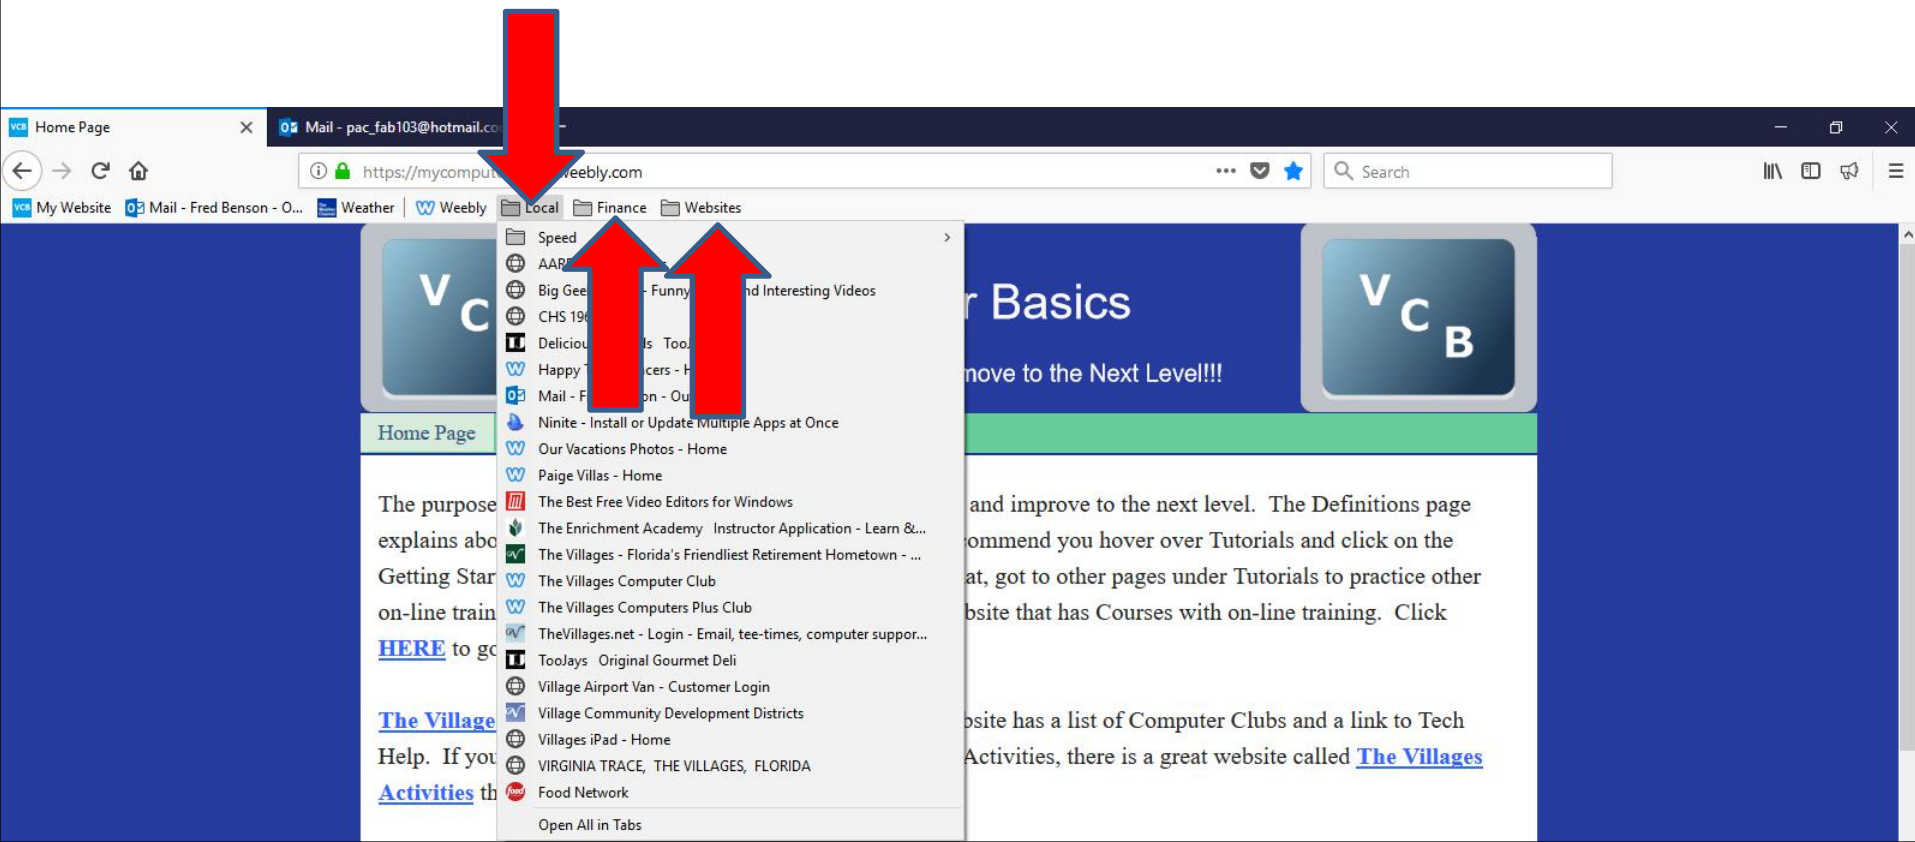 Home Page
Mail - pac_fab103@hotmail.co
https://mycompute eebly.com
Search
My Website Mail - Fred Benson - O... Weather Weebly Local Finance Websites
Speed
Big Gee - Funny nd Interesting Videos
CHS 196
Deliciou ls TooJ
Happy T cers - H
Mail - F on - Ou
Ninite - Install or Update Multiple Apps at Once
Our Vacations Photos - Home
Paige Villas - Home
The Best Free Video Editors for Windows
The Enrichment Academy Instructor Application - Learn &...
The Villages - Florida's Friendliest Retirement Hometown - ...
The Villages Computer Club
The Villages Computers Plus Club
TheVillages.net - Login - Email, tee-times, computer suppor...
TooJays Original Gourmet Deli
Village Airport Van - Customer Login
Village Community Development Districts
Villages iPad - Home
VIRGINIA TRACE, THE VILLAGES, FLORIDA
Food Network
Open All in Tabs
V C
r Basics
move to the Next Level!!!
V C B
Home Page
The purpose and improve to the next level. The Definitions page
explains abo ommend you hover over Tutorials and click on the
Getting Star at, got to other pages under Tutorials to practice other
on-line train bsite that has Courses with on-line training. Click
HERE to go
The Village bsite has a list of Computer Clubs and a link to Tech
Help. If you Activities, there is a great website called The Villages
Activities th